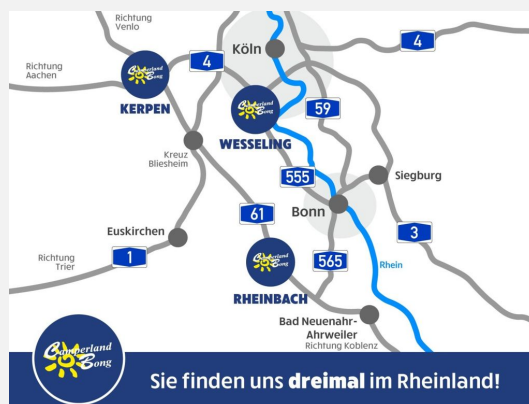 Richtung
Venlo
Köln
4
4
Richtung
Aachen
Camperland
Bong
KERPEN
Camperland
Bong
WESSELING
59
Kreuz
Bliesheim
555
Siegburg
61
Bonn
Euskirchen
1
3
Camperland
Bong
565
Rhein
Richtung
Trier
RHEINBACH
Bad Neuenahr-
Ahrweiler
Richtung Koblenz
Camperland
Bong
Sie finden uns dreimal im Rheinland!